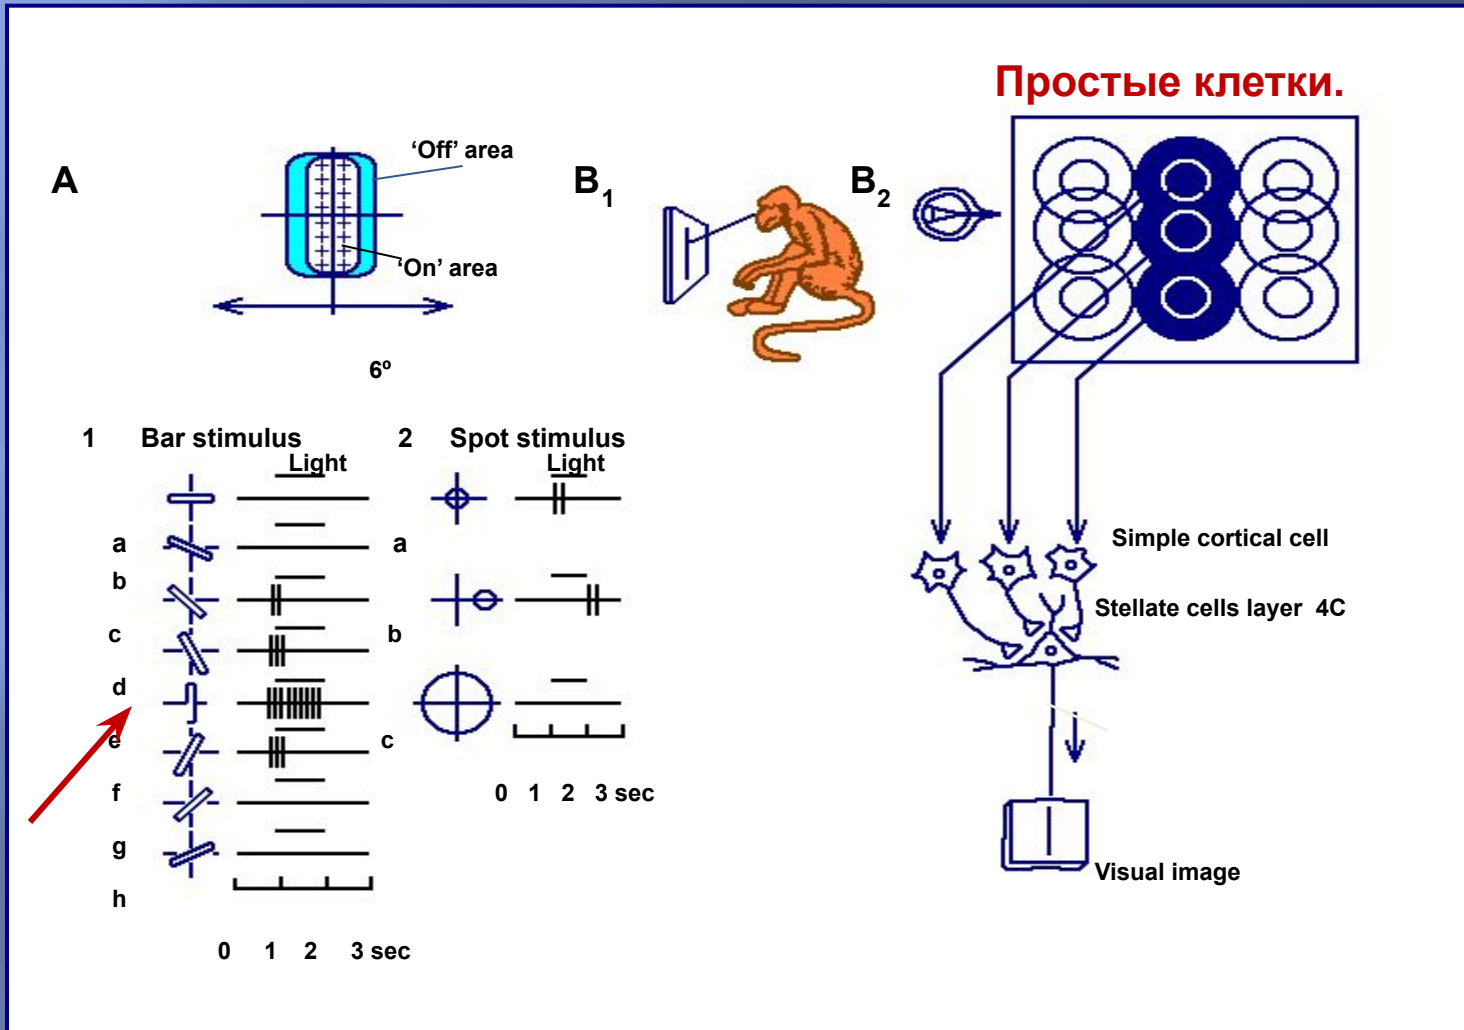 Простые клетки.
A
‘Off’ area
‘On’ area
6º
B1
B2
1 Bar stimulus
Light
a
b
c
d
e
f
g
h
0 1 2 3 sec
2 Spot stimulus
Light
a
b
c
0 1 2 3 sec
Simple cortical cell
Stellate cells layer 4C
Visual image